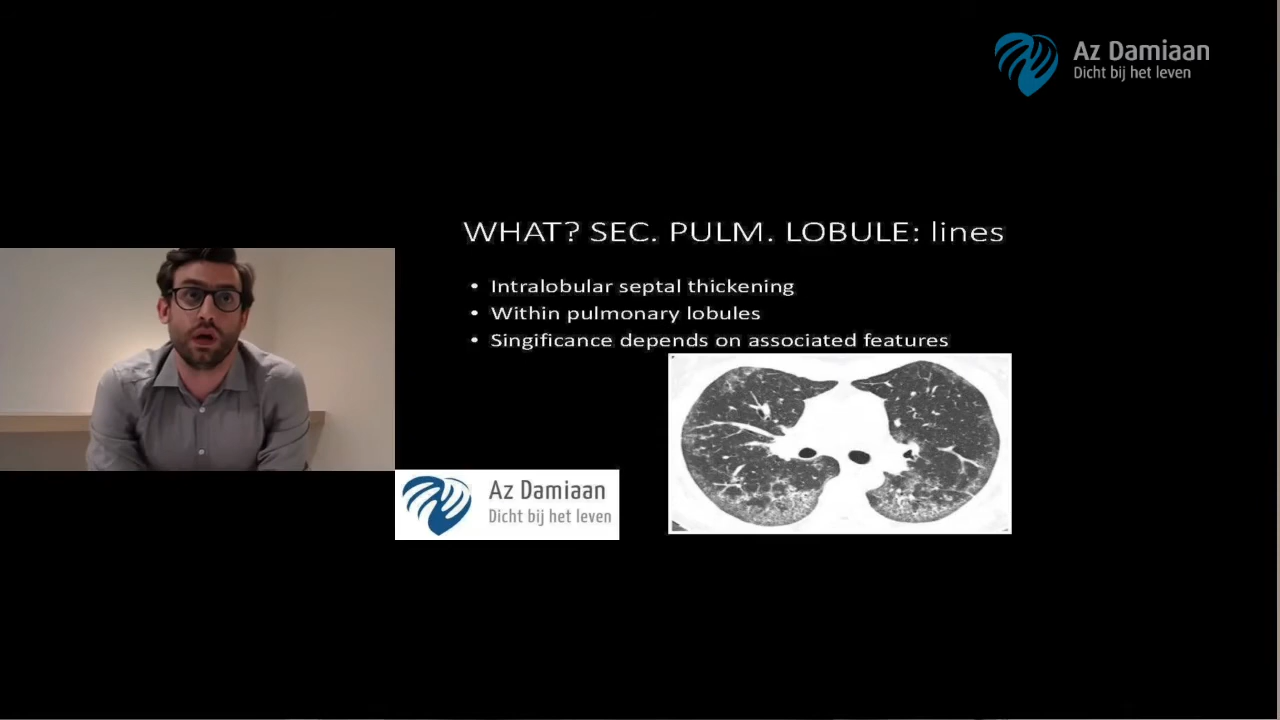 Az Damiaan
Dicht bij het leven
WHAT? SEC. PULM. LOBULE: lines
• Intralobular septal thickening
• Within pulmonary lobules
• Singificance depends on associated features
Az Damiaan
Dicht bij het leven